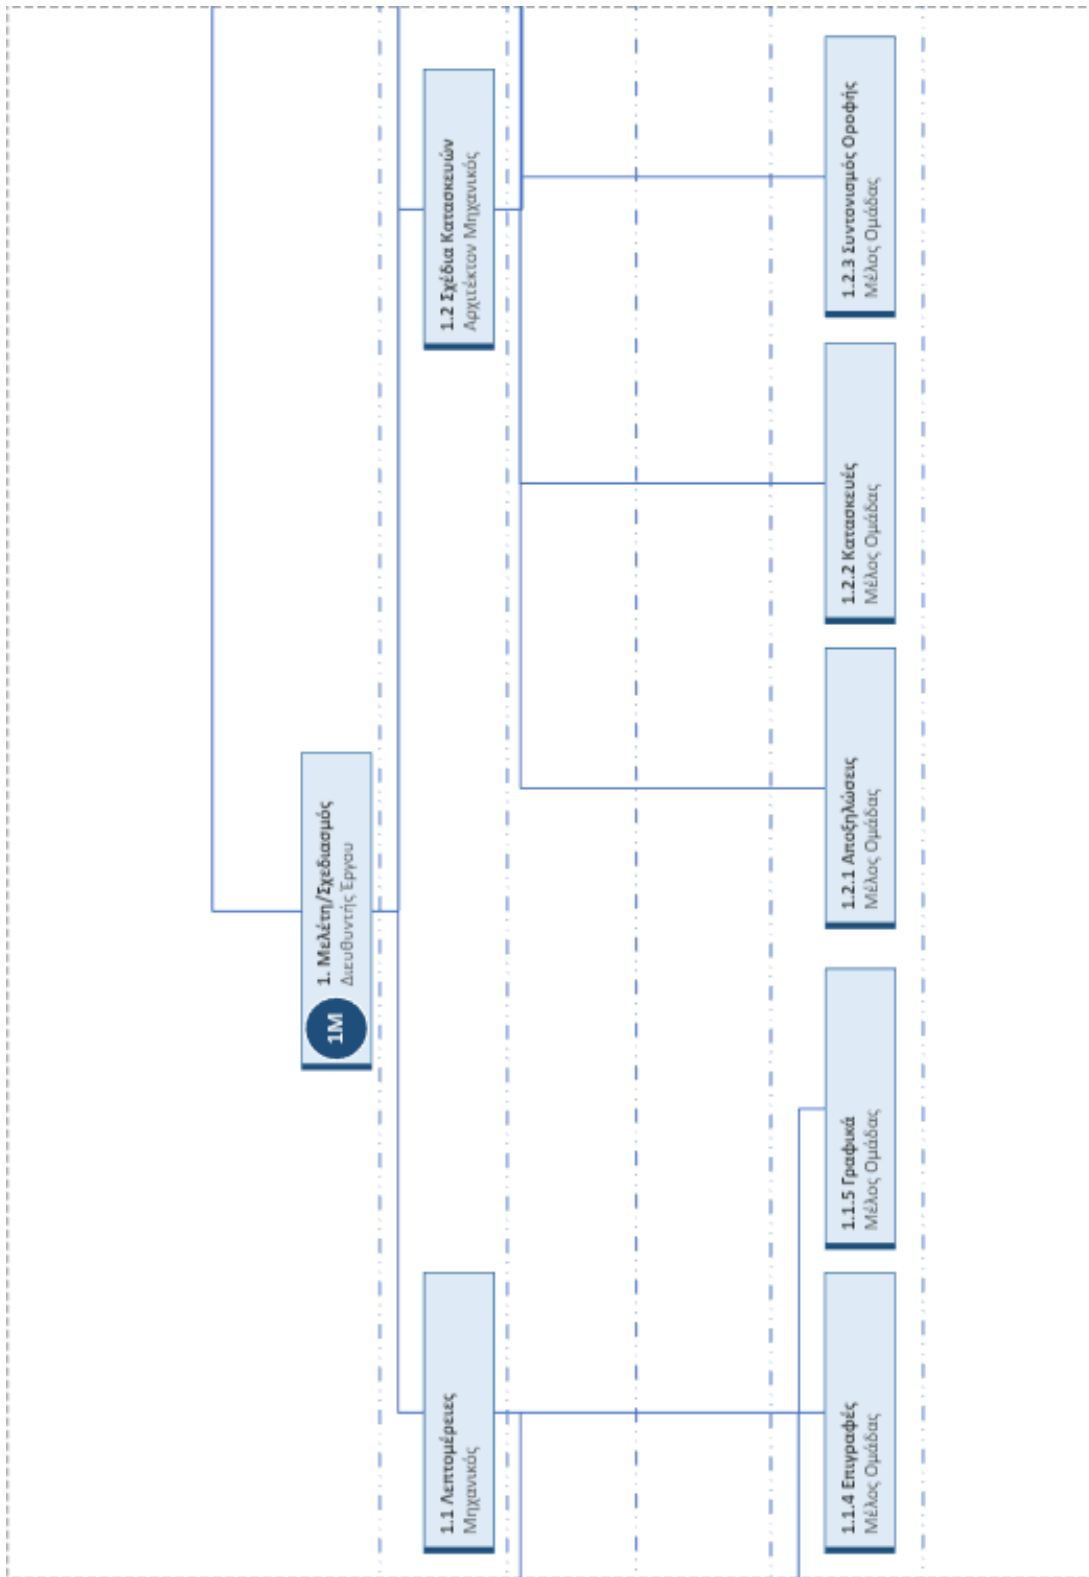 1M
1. Μελέτη/Σχεδιασμός
Διευθυντής Έργου
1.1 Λεπτομέρειες
Μηχανικός
1.2 Σχέδια Κατασκευών
Αρχιτέκτον Μηχανικός
1.1.4 Επιγραφές
Μέλος Ομάδας
1.1.5 Γραφικά
Μέλος Ομάδας
1.2.1 Αποξηλώσεις
Μέλος Ομάδας
1.2.2 Κατασκευές
Μέλος Ομάδας
1.2.3 Συντονισμός Οροφής
Μέλος Ομάδας